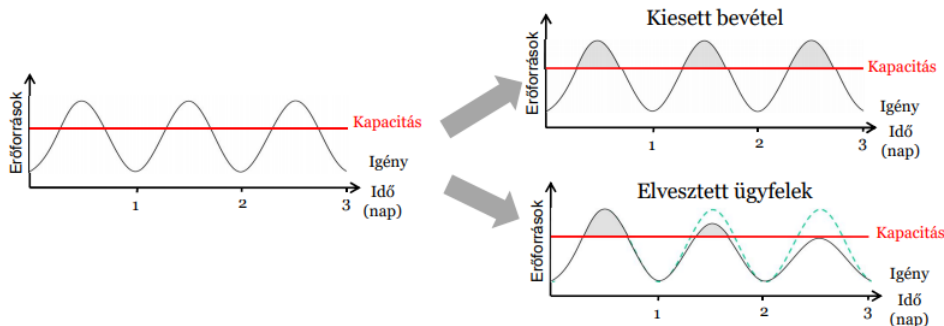 Erőforrások
Kapacitás
Igény
Idő
(nap)
1
2
3
Kiesett bevétel
Erőforrások
Kapacitás
Igény
Idő
(nap)
1
2
3
Elvesztett ügyfelek
Erőforrások
Kapacitás
Igény
Idő
(nap)
1
2
3